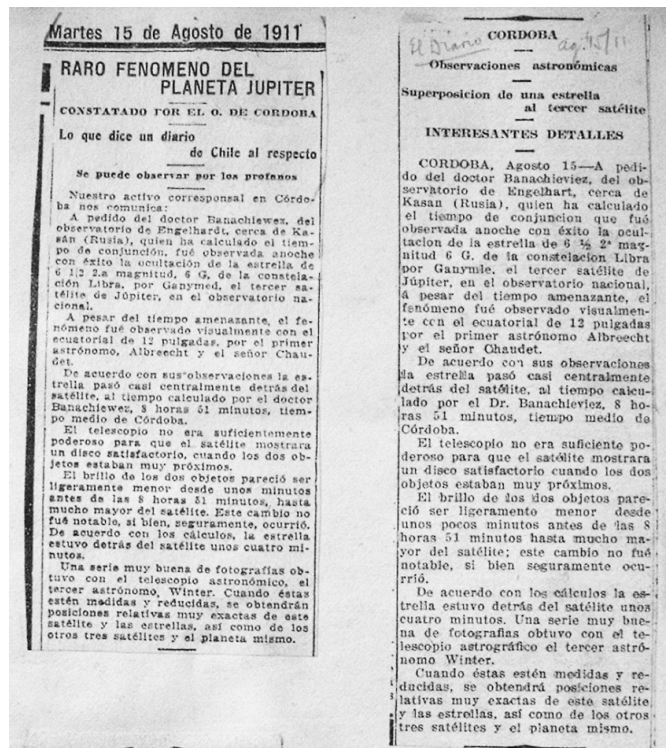 Martes 15 de Agosto de 1911
RARO FENOMENO DEL
PLANETA JUPITER
CONSTATADO POR EL O. DE CORDOBA
Lo que dice un diario
de Chile al respecto
Se puede observar por los profanos
Nuestro activo corresponsal en Córdo-
ba nos comunica:
A pedido del doctor Banachiewez, del
observatorio de Engelhardt, cerca de Ka-
sán (Rusia), quien ha calculado el tiem-
po de conjunción, fué observada anoche
con éxito la ocultación de la estrella de
6 1|2 2.a magnitud, 6 G. de la constela-
ción Libra, por Ganymed, el tercer sa-
télite de Júpiter, en el observatorio na-
cional.
A pesar del tiempo amenazante, el fe-
nómeno fué observado visualmente con el
ecuatorial de 12 pulgadas, por el primer
astrónomo, Albreecht y el señor Chau-
det.
De acuerdo con sus observaciones la es-
trella pasó casi centralmente detrás del
satélite, al tiempo calculado por el doctor
Banachiewez, 8 horas 51 minutos, tiem-
po medio de Córdoba.
El telescopio no era suficientemente
poderoso para que el satélite mostrara
un disco satisfactorio, cuando los dos ob-
jetos estaban muy próximos.
El brillo de los dos objetos pareció ser
ligeramente menor desde unos minutos
antes de las 8 horas 51 minutos, hasta
mucho mayor del satélite. Este cambio no
fué notable, si bien, seguramente, ocurrió.
De acuerdo con los cálculos, la estrella
estuvo detrás del satélite unos cuatro mi-
nutos.
Una serie muy buena de fotografías ob-
tuvo con el telescopio astronómico, el
tercer astrónomo, Winter. Cuando éstas
estén medidas y reducidas, se obtendrán
posiciones relativas muy exactas de este
satélite y las estrellas, así como de los
otros tres satélites y el planeta mismo.
El Diario
ag. 15/11
CORDOBA
Observaciones astronómicas
Superposicion de una estrella
al tercer satélite
INTERESANTES DETALLES
CORDOBA, Agosto 15—A pedi-
do del doctor Banachieviez, del ob-
servatorio de Engelhart, cerca de
Kasan (Rusia), quien ha calculado
el tiempo de conjuncion que fué
observada anoche con éxito la ocul-
tacion de la estrella de 6 ½ 2ª mag-
nitud 6 G. de la constelacion Libra
por Ganymle, el tercer satélite de
Júpiter, en el observatorio nacional,
á pesar del tiempo amenazante, el
fenómeno fué observado visualmen-
te con el ecuatorial de 12 pulgadas
por el primer astrónomo Albreecht
y el señor Chaudet.
De acuerdo con sus observaciones
la estrella pasó casi centralmente
detrás del satélite, al tiempo calcu-
lado por el Dr. Banachieviez, 8 ho-
ras 51 minutos, tiempo medio de
Córdoba.
El telescopio no era suficiente po-
deroso para que el satélite mostrara
un disco satisfactorio cuando los dos
objetos estaban muy próximos.
El brillo de los dos objetos pare-
ció ser ligeramento menor desde
unos pocos minutos antes de las 8
horas 51 minutos hasta mucho ma-
yor del satélite; este cambio no fué
notable, si bien seguramente ocu-
rrió.
De acuerdo con los cálculos la es-
trella estuvo detrás del satélite unos
cuatro minutos. Una serie muy bue-
na de fotografias obtuvo con el te-
lescopio astrográfico el tercer astró-
nomo Winter.
Cuando éstas estén medidas y re-
ducidas, se obtendrá posiciones re-
lativas muy exactas de este satélite
y las estrellas, así como de los otros
tres satélites y el planeta mismo.